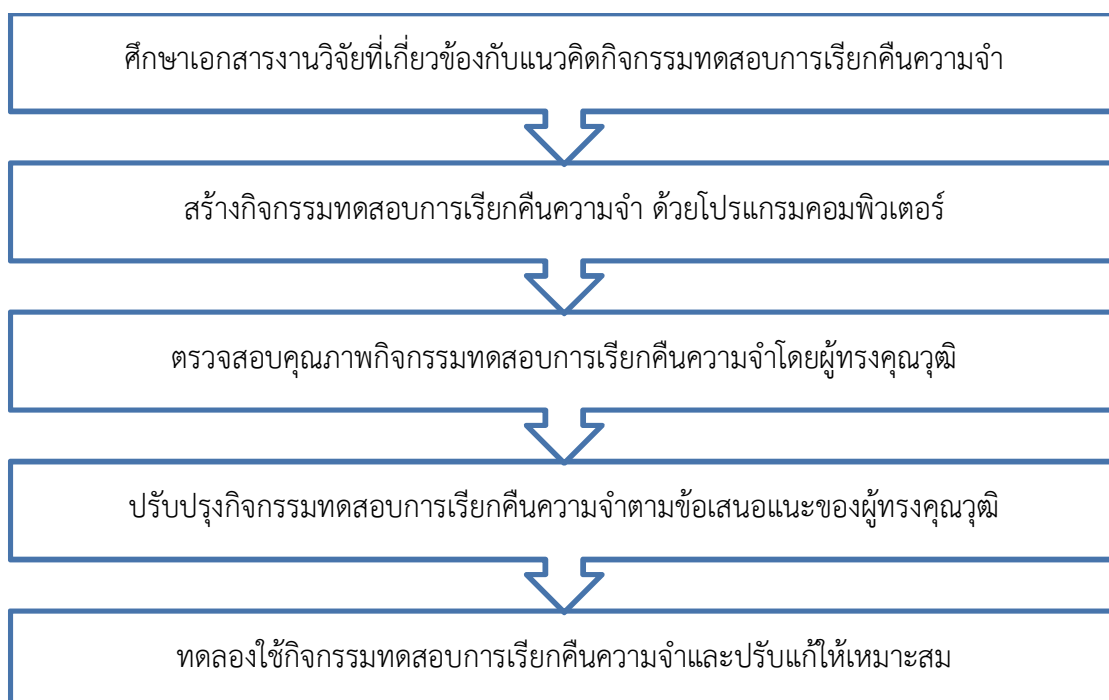 ศึกษาเอกสารงานวิจัยที่เกี่ยวข้องกับแนวคิดกิจกรรมทดสอบการเรียกคืนความจำ
สร้างกิจกรรมทดสอบการเรียกคืนความจำ ด้วยโปรแกรมคอมพิวเตอร์
ตรวจสอบคุณภาพกิจกรรมทดสอบการเรียกคืนความจำโดยผู้ทรงคุณวุฒิ
ปรับปรุงกิจกรรมทดสอบการเรียกคืนความจำตามข้อเสนอแนะของผู้ทรงคุณวุฒิ
ทดลองใช้กิจกรรมทดสอบการเรียกคืนความจำและปรับแก้ให้เหมาะสม